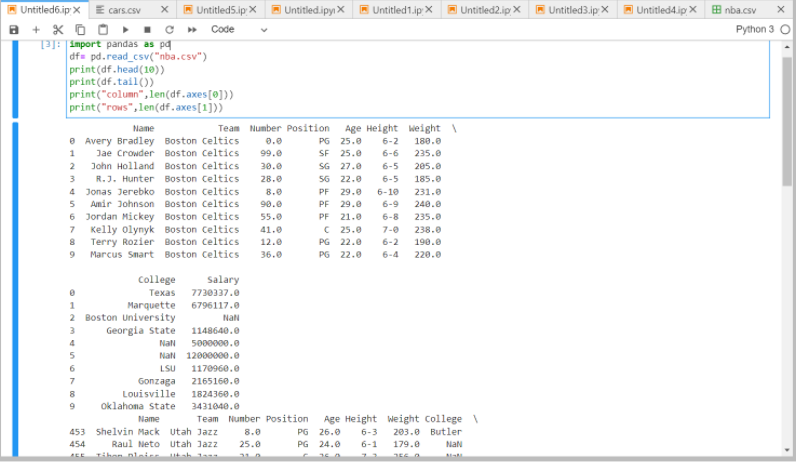 Untitled6.ip cars.csv Untitled5.ip Untitled.ipy Untitled1.ip Untitled2.ip Untitled3.ip Untitled4.ip nba.csv
Code Python 3
[3]: import pandas as pd
df= pd.read_csv("nba.csv")
print(df.head(10))
print(df.tail())
print("column",len(df.axes[0]))
print("rows",len(df.axes[1]))
Name Team Number Position Age Height Weight \
0 Avery Bradley Boston Celtics 0.0 PG 25.0 6-2 180.0
1 Jae Crowder Boston Celtics 99.0 SF 25.0 6-6 235.0
2 John Holland Boston Celtics 30.0 SG 27.0 6-5 205.0
3 R.J. Hunter Boston Celtics 28.0 SG 22.0 6-5 185.0
4 Jonas Jerebko Boston Celtics 8.0 PF 29.0 6-10 231.0
5 Amir Johnson Boston Celtics 90.0 PF 29.0 6-9 240.0
6 Jordan Mickey Boston Celtics 55.0 PF 21.0 6-8 235.0
7 Kelly Olynyk Boston Celtics 41.0 C 25.0 7-0 238.0
8 Terry Rozier Boston Celtics 12.0 PG 22.0 6-2 190.0
9 Marcus Smart Boston Celtics 36.0 PG 22.0 6-4 220.0
College Salary
0 Texas 7730337.0
1 Marquette 6796117.0
2 Boston University NaN
3 Georgia State 1148640.0
4 NaN 5000000.0
5 NaN 12000000.0
6 LSU 1170960.0
7 Gonzaga 2165160.0
8 Louisville 1824360.0
9 Oklahoma State 3431040.0
Name Team Number Position Age Height Weight College \
453 Shelvin Mack Utah Jazz 8.0 PG 26.0 6-3 203.0 Butler
454 Raul Neto Utah Jazz 25.0 PG 24.0 6-1 179.0 NaN